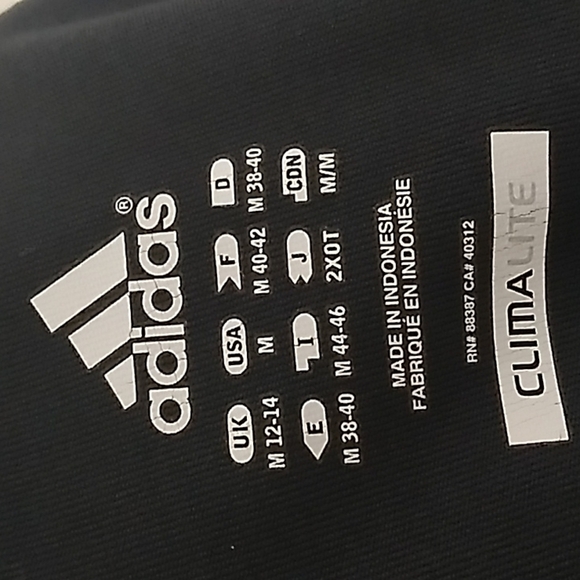 adidas®
UK USA F D
M 12-14 M M 40-42 M 38-40
E I J CDN
M 38-40 M 44-46 2XOT M/M
MADE IN INDONESIA
FABRIQUÉ EN INDONÉSIE
RN# 88387 CA# 40312
CLIMALITE